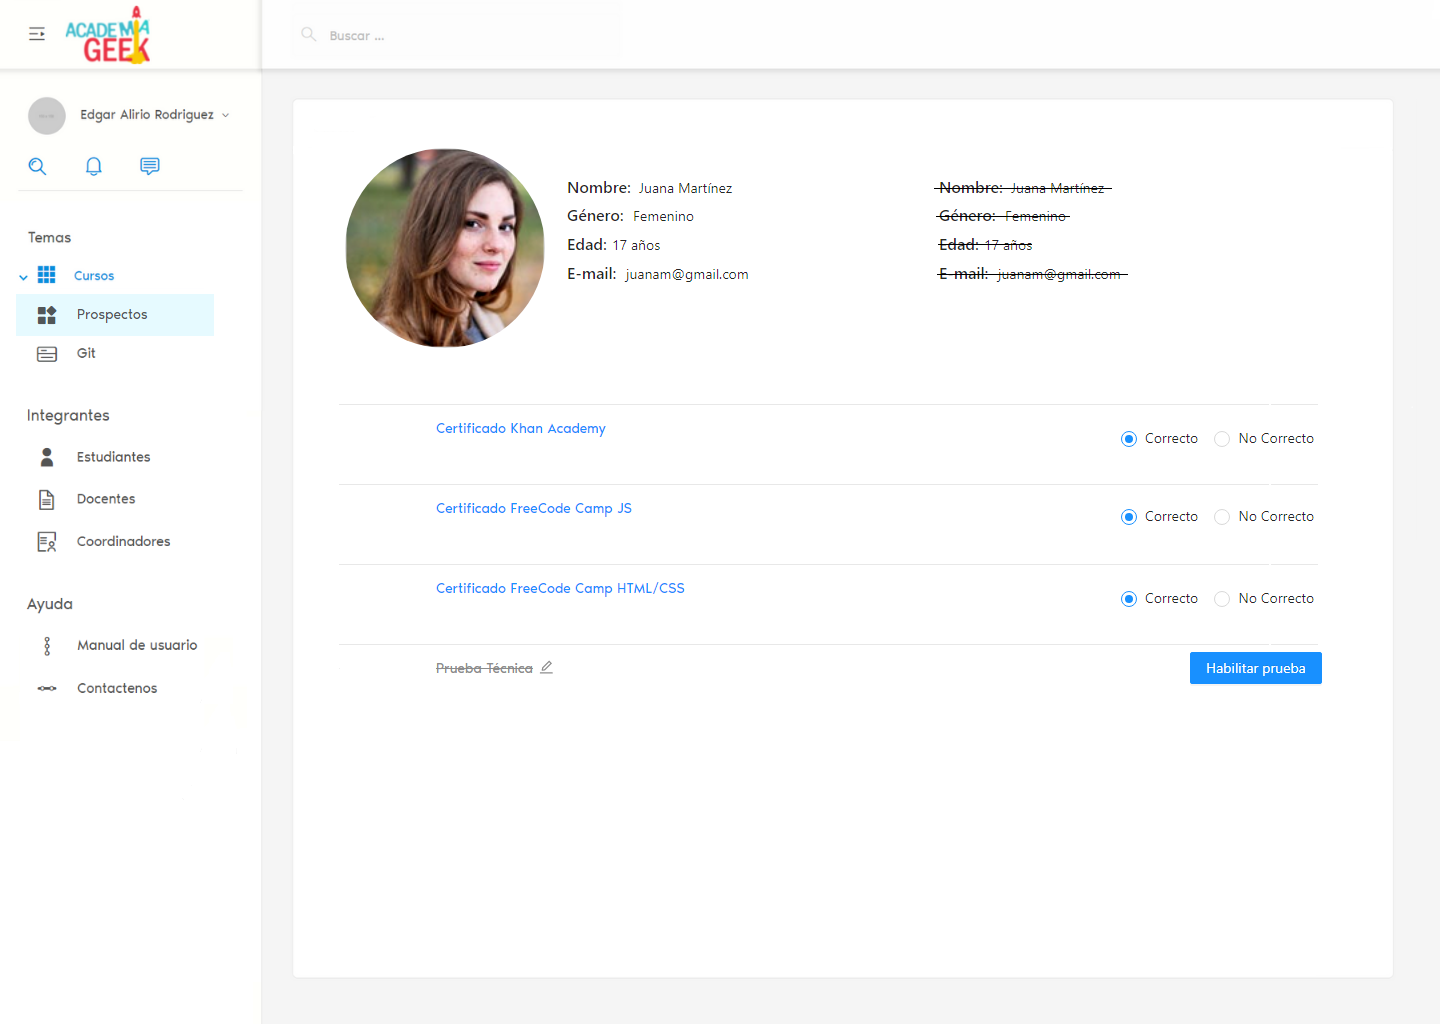 ACADEMIA
GEEK
Buscar ...
Edgar Alirio Rodriguez
Temas
Cursos
Prospectos
Git
Integrantes
Estudiantes
Docentes
Coordinadores
Ayuda
Manual de usuario
Contactenos
Nombre: Juana Martínez
Género: Femenino
Edad: 17 años
E-mail: juanam@gmail.com
Nombre: Juana Martínez
Género: Femenino
Edad: 17 años
E-mail: juanam@gmail.com
Certificado Khan Academy
Correcto No Correcto
Certificado FreeCode Camp JS
Correcto No Correcto
Certificado FreeCode Camp HTML/CSS
Correcto No Correcto
Prueba Técnica
Habilitar prueba